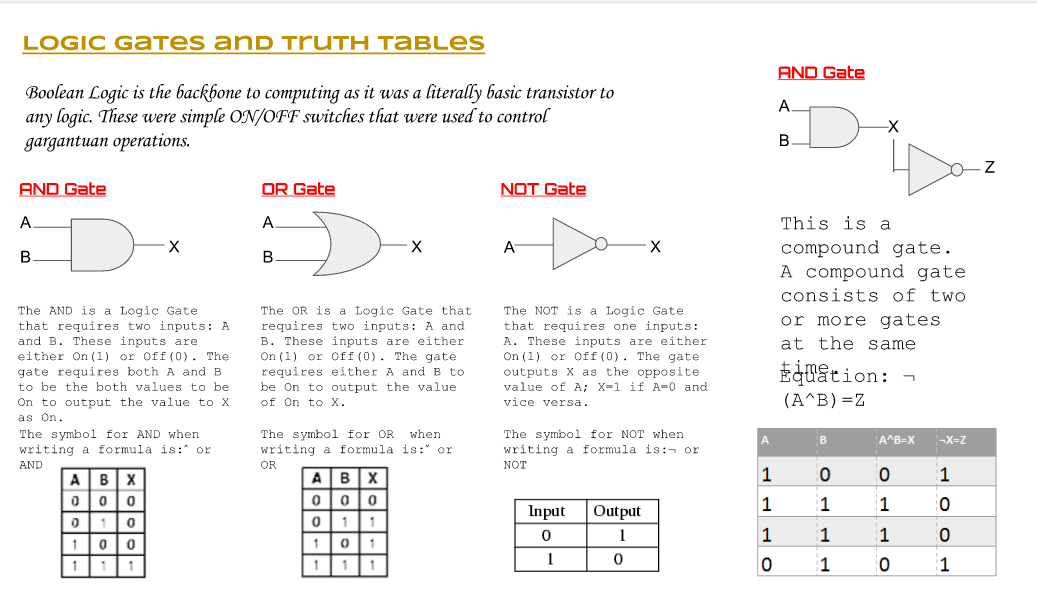 LOGIC GATES AND TRUTH TABLES
Boolean Logic is the backbone to computing as it was a literally basic transistor to
any logic. These were simple ON/OFF switches that were used to control
gargantuan operations.
AND Gate
A
B
X
The AND is a Logic Gate
that requires two inputs: A
and B. These inputs are
either On(1) or Off(0). The
gate requires both A and B
to be the both values to be
On to output the value to X
as On.
The symbol for AND when
writing a formula is:^ or
AND
A B X
0 0 0
0 1 0
1 0 0
1 1 1
OR Gate
A
B
X
The OR is a Logic Gate that
requires two inputs: A and
B. These inputs are either
On(1) or Off(0). The gate
requires either A and B to
be On to output the value
of On to X.
The symbol for OR  when
writing a formula is:ˇ or
OR
A B X
0 0 0
0 1 1
1 0 1
1 1 1
NOT Gate
A
X
The NOT is a Logic Gate
that requires one inputs:
A. These inputs are either
On(1) or Off(0). The gate
outputs X as the opposite
value of A; X=1 if A=0 and
vice versa.
The symbol for NOT when
writing a formula is:¬ or
NOT
Input Output
0 1
1 0
AND Gate
A
B
X
Z
This is a
compound gate.
A compound gate
consists of two
or more gates
at the same
time.
Equation: ¬
(A^B)=Z
A B A^B=X ¬X=Z
1 0 0 1
1 1 1 0
1 1 1 0
0 1 0 1